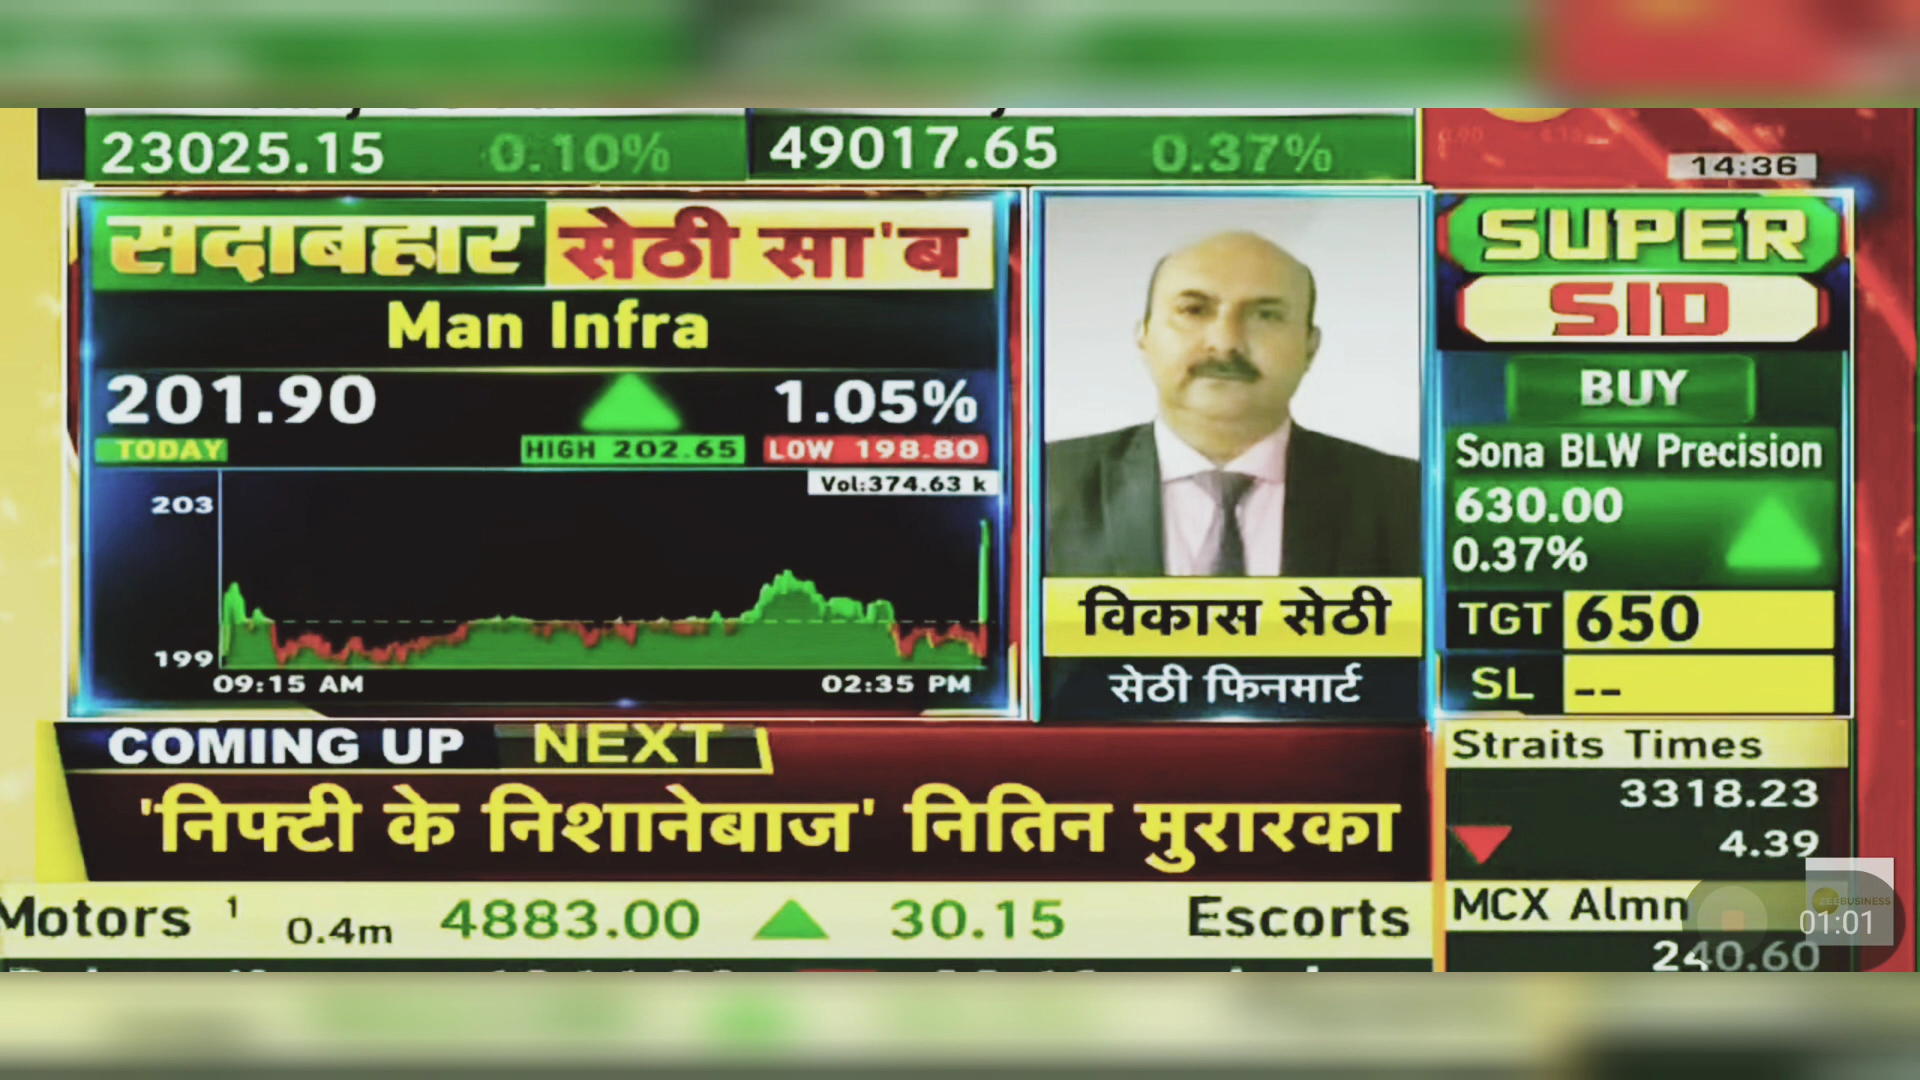 23025.15 0.10% 49017.65 0.37%
14:36
सदाबहार सेठी सा'ब
Man Infra
201.90 1.05%
TODAY HIGH 202.65 LOW 198.80
Vol:374.63 k
203
199
09:15 AM 02:35 PM
विकास सेठी
सेठी फिनमार्ट
SUPER
SID
BUY
Sona BLW Precision
630.00
0.37%
TGT 650
SL --
COMING UP NEXT
'निफ्टी के निशानेबाज' नितिन मुरारका
Straits Times
3318.23
4.39
Motors 1 0.4m 4883.00 30.15 Escorts
MCX Almn
240.60
ZEEBUSINESS
01:01